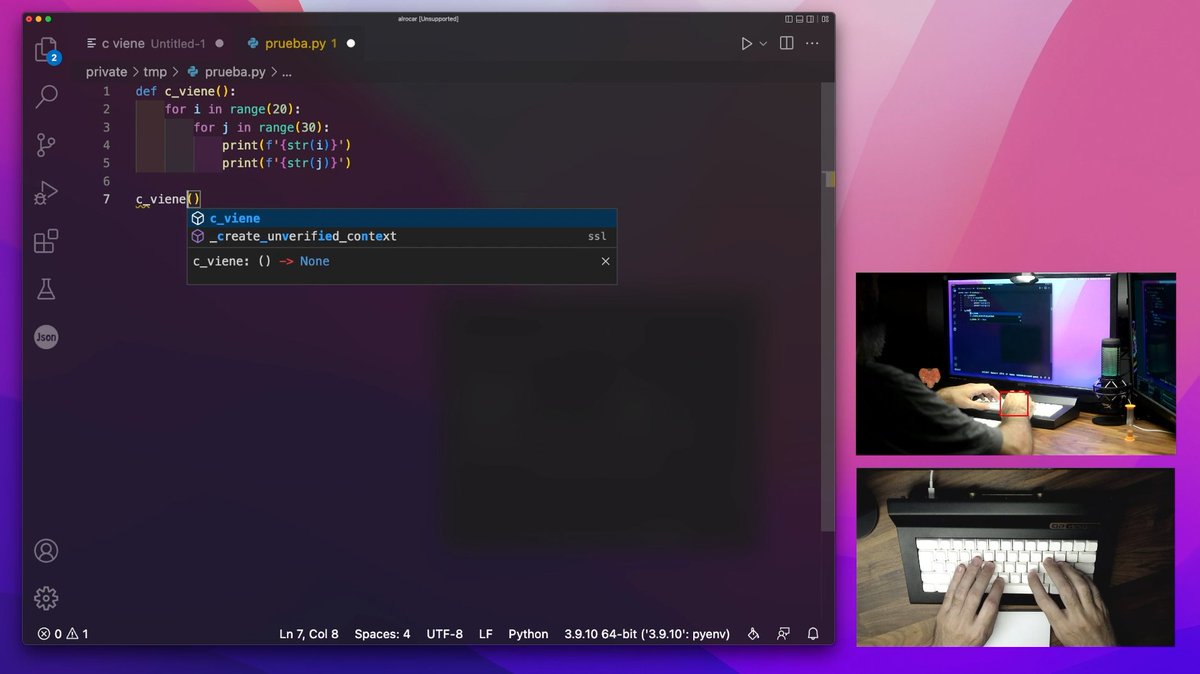 alrocar [Unsupported]
2
c viene Untitled-1
prueba.py 1
private > tmp > prueba.py > ...
1 def c_viene():
2 for i in range(20):
3 for j in range(30):
4 print(f'{str(i)}')
5 print(f'{str(j)}')
6
7 c_viene()
c_viene
_create_unverified_context ssl
c_viene: () -> None
Json
0 1 Ln 7, Col 8 Spaces: 4 UTF-8 LF Python 3.9.10 64-bit ('3.9.10': pyenv)